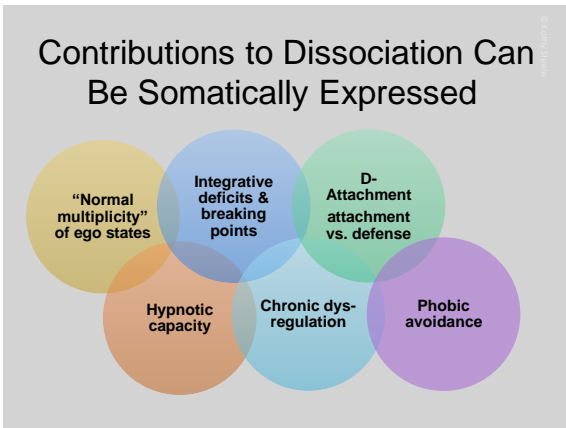 Contributions to Dissociation Can
Be Somatically Expressed
“Normal
multiplicity”
of ego states
Integrative
deficits &
breaking
points
D-
Attachment
attachment
vs. defense
Hypnotic
capacity
Chronic dys-
regulation
Phobic
avoidance